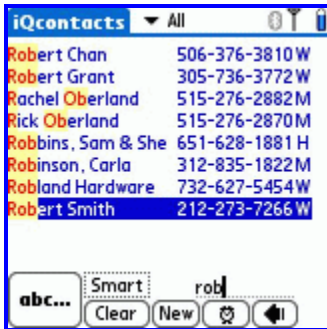 iQcontacts All
Robert Chan 506-376-3810 W
Robert Grant 305-736-3772 W
Rachel Oberland 515-276-2882 M
Rick Oberland 515-276-2870 M
Robbins, Sam & She 651-628-1881 H
Robinson, Carla 312-835-1822 M
Robland Hardware 732-627-5454 W
Robert Smith 212-273-7266 W
Smart rob
abc...
Clear New